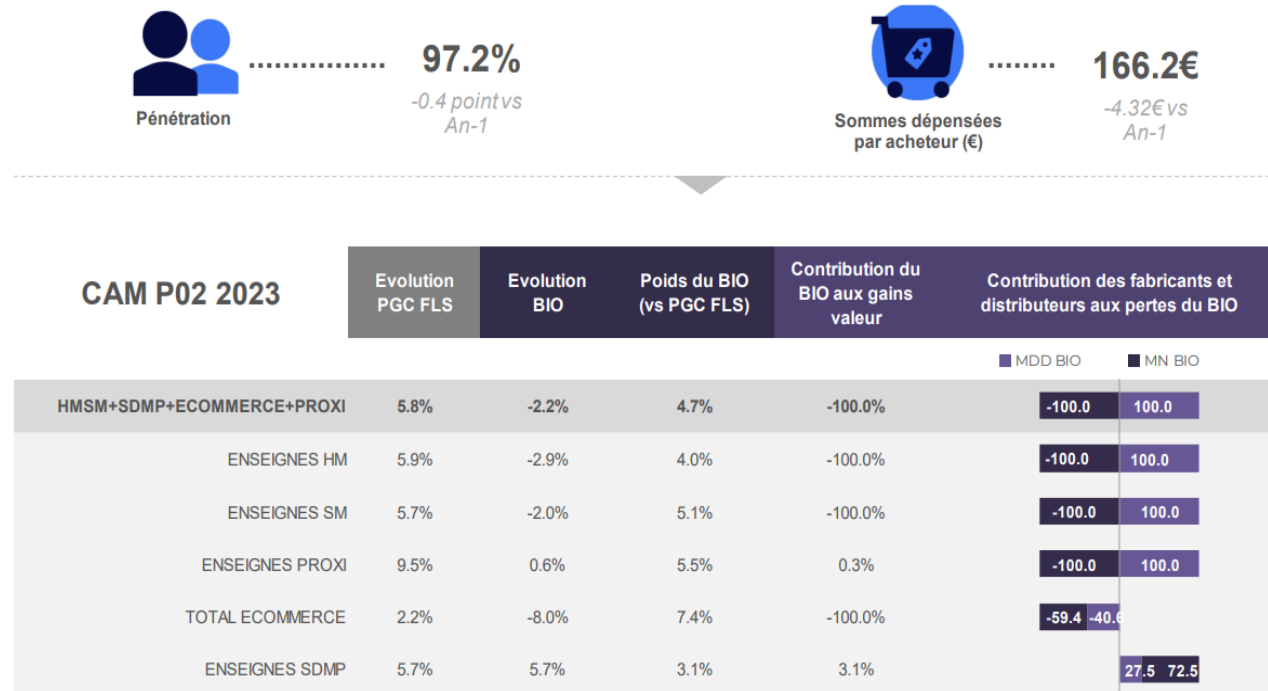 97.2%
-0.4 point vs
An-1
Pénétration
166.2€
-4.32€ vs
An-1
Sommes dépensées
par acheteur (€)
CAM P02 2023
Evolution
PGC FLS
Evolution
BIO
Poids du BIO
(vs PGC FLS)
Contribution du
BIO aux gains
valeur
Contribution des fabricants et
distributeurs aux pertes du BIO
MDD BIO MN BIO
HMSM+SDMP+ECOMMERCE+PROXI 5.8% -2.2% 4.7% -100.0% -100.0 100.0
ENSEIGNES HM 5.9% -2.9% 4.0% -100.0% -100.0 100.0
ENSEIGNES SM 5.7% -2.0% 5.1% -100.0% -100.0 100.0
ENSEIGNES PROXI 9.5% 0.6% 5.5% 0.3% -100.0 100.0
TOTAL ECOMMERCE 2.2% -8.0% 7.4% -100.0% -59.4 -40.6
ENSEIGNES SDMP 5.7% 5.7% 3.1% 3.1% 27.5 72.5